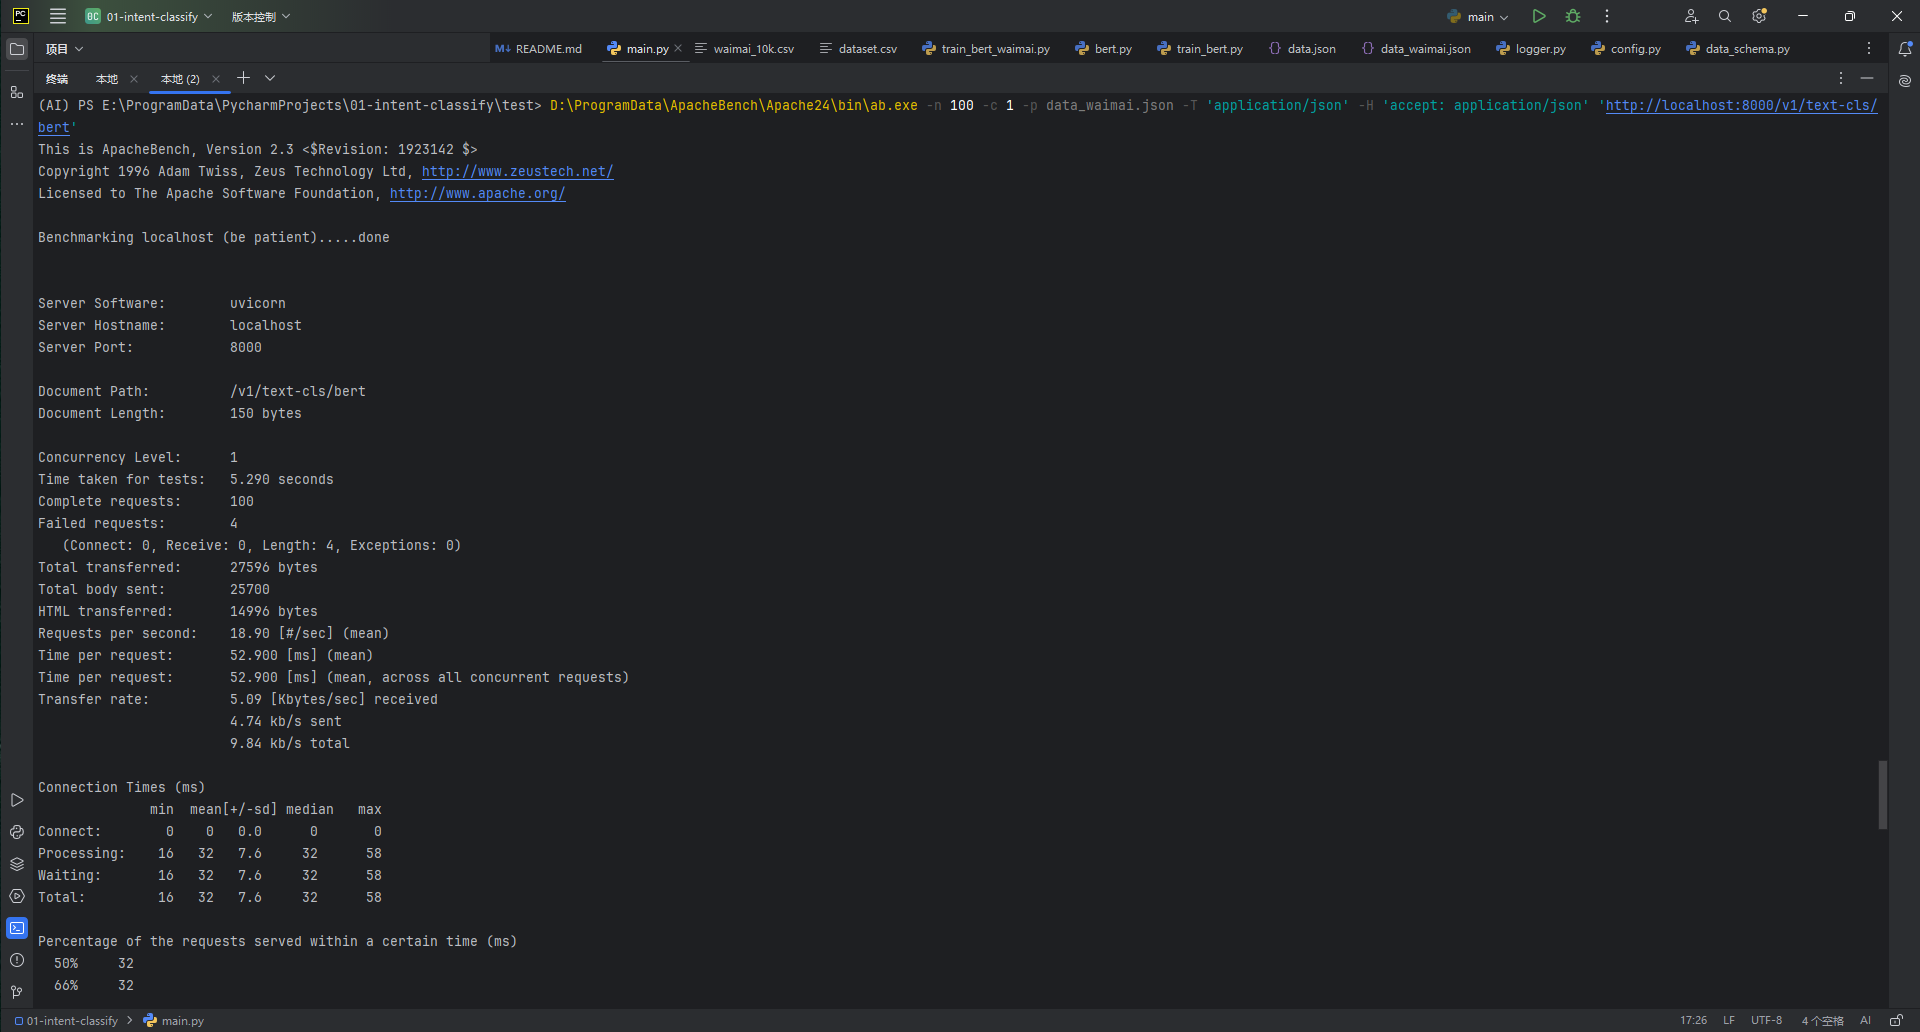 PC 0C 01-intent-classify 版本控制 main
项目 README.md main.py waimai_10k.csv dataset.csv train_bert_waimai.py bert.py train_bert.py data.json data_waimai.json logger.py config.py data_schema.py
终端 本地 本地 (2)
(AI) PS E:\ProgramData\PycharmProjects\01-intent-classify\test> D:\ProgramData\ApacheBench\Apache24\bin\ab.exe -n 100 -c 1 -p data_waimai.json -T 'application/json' -H 'accept: application/json' 'http://localhost:8000/v1/text-cls/
bert'
This is ApacheBench, Version 2.3 <$Revision: 1923142 $>
Copyright 1996 Adam Twiss, Zeus Technology Ltd, http://www.zeustech.net/
Licensed to The Apache Software Foundation, http://www.apache.org/
Benchmarking localhost (be patient).....done
Server Software: uvicorn
Server Hostname: localhost
Server Port: 8000
Document Path: /v1/text-cls/bert
Document Length: 150 bytes
Concurrency Level: 1
Time taken for tests: 5.290 seconds
Complete requests: 100
Failed requests: 4
(Connect: 0, Receive: 0, Length: 4, Exceptions: 0)
Total transferred: 27596 bytes
Total body sent: 25700
HTML transferred: 14996 bytes
Requests per second: 18.90 [#/sec] (mean)
Time per request: 52.900 [ms] (mean)
Time per request: 52.900 [ms] (mean, across all concurrent requests)
Transfer rate: 5.09 [Kbytes/sec] received
4.74 kb/s sent
9.84 kb/s total
Connection Times (ms)
min mean[+/-sd] median max
Connect: 0 0 0.0 0 0
Processing: 16 32 7.6 32 58
Waiting: 16 32 7.6 32 58
Total: 16 32 7.6 32 58
Percentage of the requests served within a certain time (ms)
50% 32
66% 32
01-intent-classify main.py 17:26 LF UTF-8 4 个空格 AI